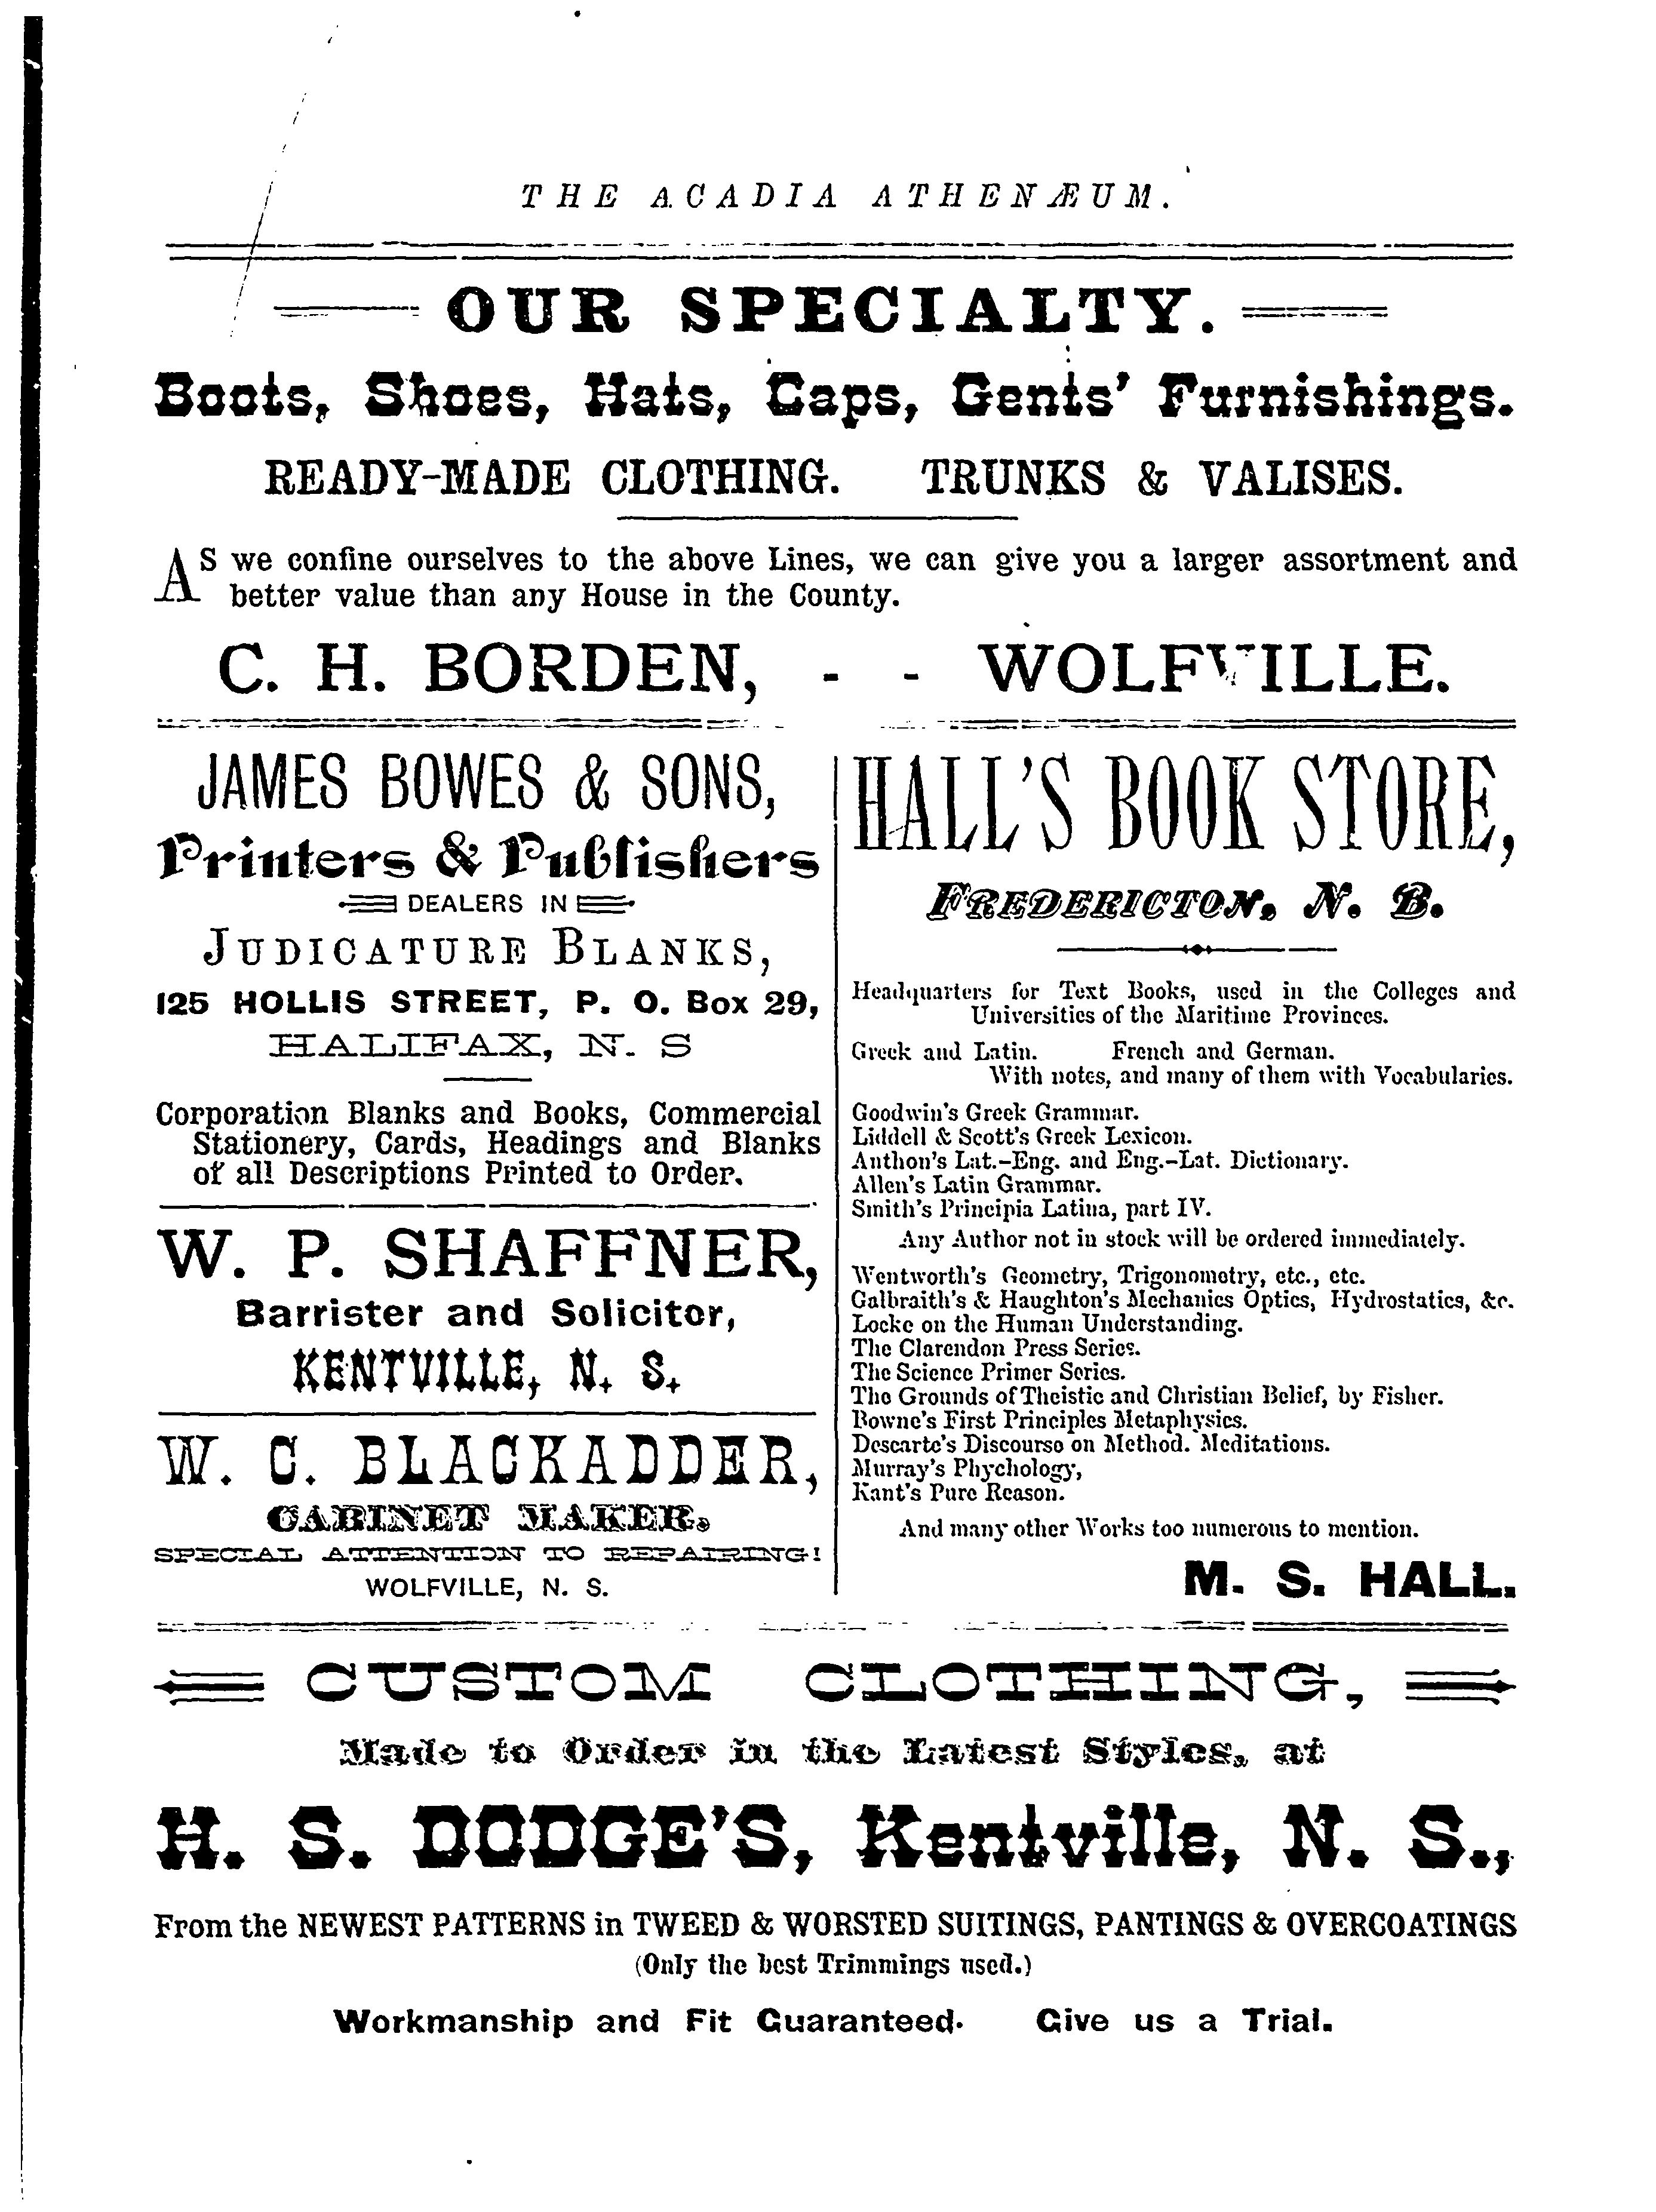 THE ACADIA ATHENÆUM.
OUR SPECIALTY.
Boots, Shoes, Hats, Caps, Gents' Furnishings.
READY-MADE CLOTHING. TRUNKS & VALISES.
AS we confine ourselves to the above Lines, we can give you a larger assortment and
better value than any House in the County.
C. H. BORDEN, - - WOLFVILLE.
JAMES BOWES & SONS,
Printers & Publishers
DEALERS IN
JUDICATURE BLANKS,
125 HOLLIS STREET, P. O. Box 29,
HALIFAX, N. S
Corporation Blanks and Books, Commercial
Stationery, Cards, Headings and Blanks
of all Descriptions Printed to Order.
W. P. SHAFFNER,
Barrister and Solicitor,
KENTVILLE, N. S.
W. C. BLACKADDER,
CABINET MAKER.
SPECIAL ATTENTION TO REPAIRING!
WOLFVILLE, N. S.
HALL'S BOOK STORE,
FREDERICTON, N. B.
Headquarters for Text Books, used in the Colleges and
Universities of the Maritime Provinces.
Greek and Latin. French and German.
With notes, and many of them with Vocabularies.
Goodwin's Greek Grammar.
Liddell & Scott's Greek Lexicon.
Anthon's Lat.-Eng. and Eng.-Lat. Dictionary.
Allen's Latin Grammar.
Smith's Principia Latina, part IV.
Any Author not in stock will be ordered immediately.
Wentworth's Geometry, Trigonometry, etc., etc.
Galbraith's & Haughton's Mechanics Optics, Hydrostatics, &c.
Locke on the Human Understanding.
The Clarendon Press Series.
The Science Primer Series.
The Grounds of Theistic and Christian Belief, by Fisher.
Bowne's First Principles Metaphysics.
Descarte's Discourse on Method. Meditations.
Murray's Phychology,
Kant's Pure Reason.
And many other Works too numerous to mention.
M. S. HALL.
CUSTOM CLOTHING,
Made to Order in the Latest Styles, at
H. S. DODGE'S, Kentville, N. S.,
From the NEWEST PATTERNS in TWEED & WORSTED SUITINGS, PANTINGS & OVERCOATINGS
(Only the best Trimmings used.)
Workmanship and Fit Guaranteed. Give us a Trial.